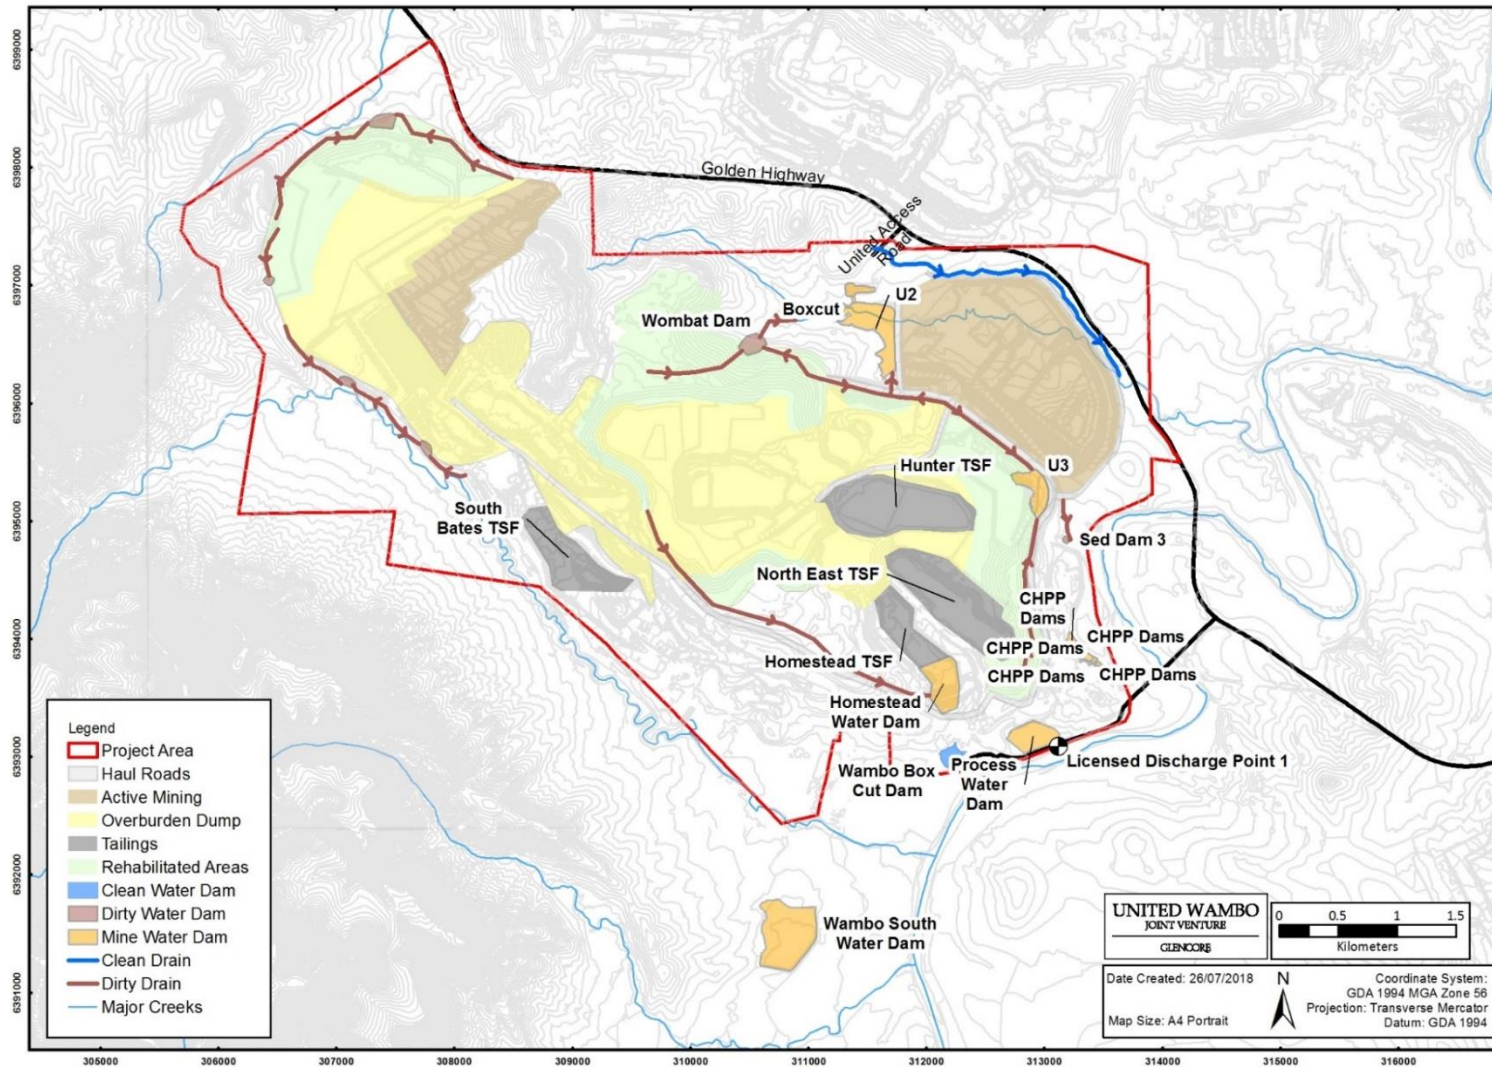 Golden Highway
United Access
Road
U2
Boxcut
Wombat Dam
Hunter TSF
U3
South
Bates TSF
Sed Dam 3
North East TSF
CHPP
Dams
CHPP Dams
CHPP Dams
Homestead TSF
CHPP Dams
CHPP Dams
Homestead
Water Dam
Wambo Box
Cut Dam
Process
Water
Dam
Licensed Discharge Point 1
Wambo South
Water Dam
Legend
Project Area
Haul Roads
Active Mining
Overburden Dump
Tailings
Rehabilitated Areas
Clean Water Dam
Dirty Water Dam
Mine Water Dam
Clean Drain
Dirty Drain
Major Creeks
UNITED WAMBO
JOINT VENTURE
GLENCORE
0 0.5 1 1.5
Kilometers
Date Created: 26/07/2018
Map Size: A4 Portrait
N
Coordinate System:
GDA 1994 MGA Zone 56
Projection: Transverse Mercator
Datum: GDA 1994
6399000
6398000
6397000
6396000
6395000
6394000
6393000
6392000
6391000
305000 306000 307000 308000 309000 310000 311000 312000 313000 314000 315000 316000